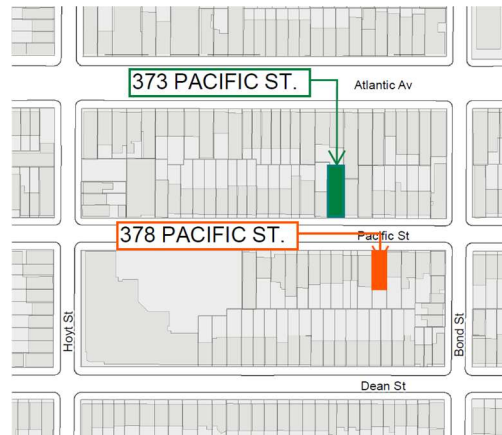 373 PACIFIC ST.
Atlantic Av
378 PACIFIC ST.
Pacific St
Hoyt St
Bond St
Dean St